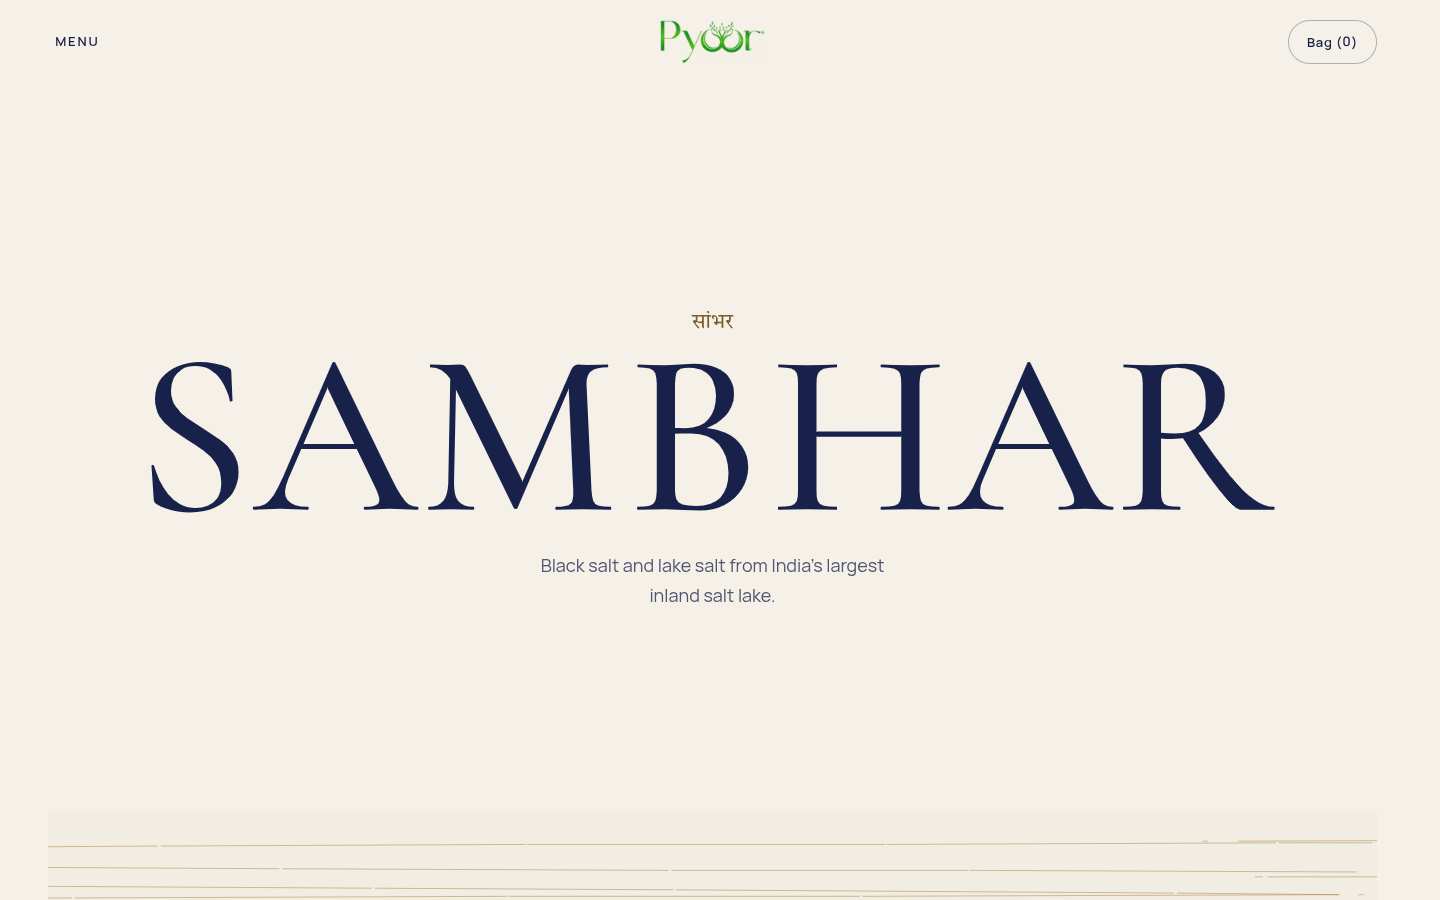 MENU
Pyoor
Bag (0)
सांभर
SAMBHAR
Black salt and lake salt from India's largest
inland salt lake.